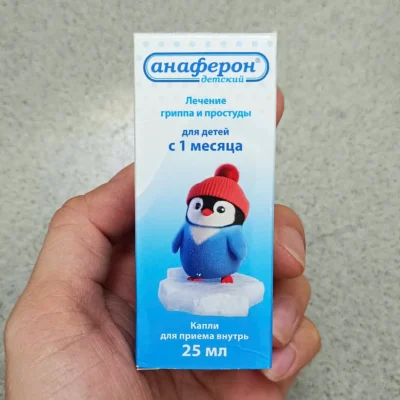 анаферон®
детский
Лечение
гриппа и простуды
для детей
с 1 месяца
Капли
для приема внутрь
25 мл